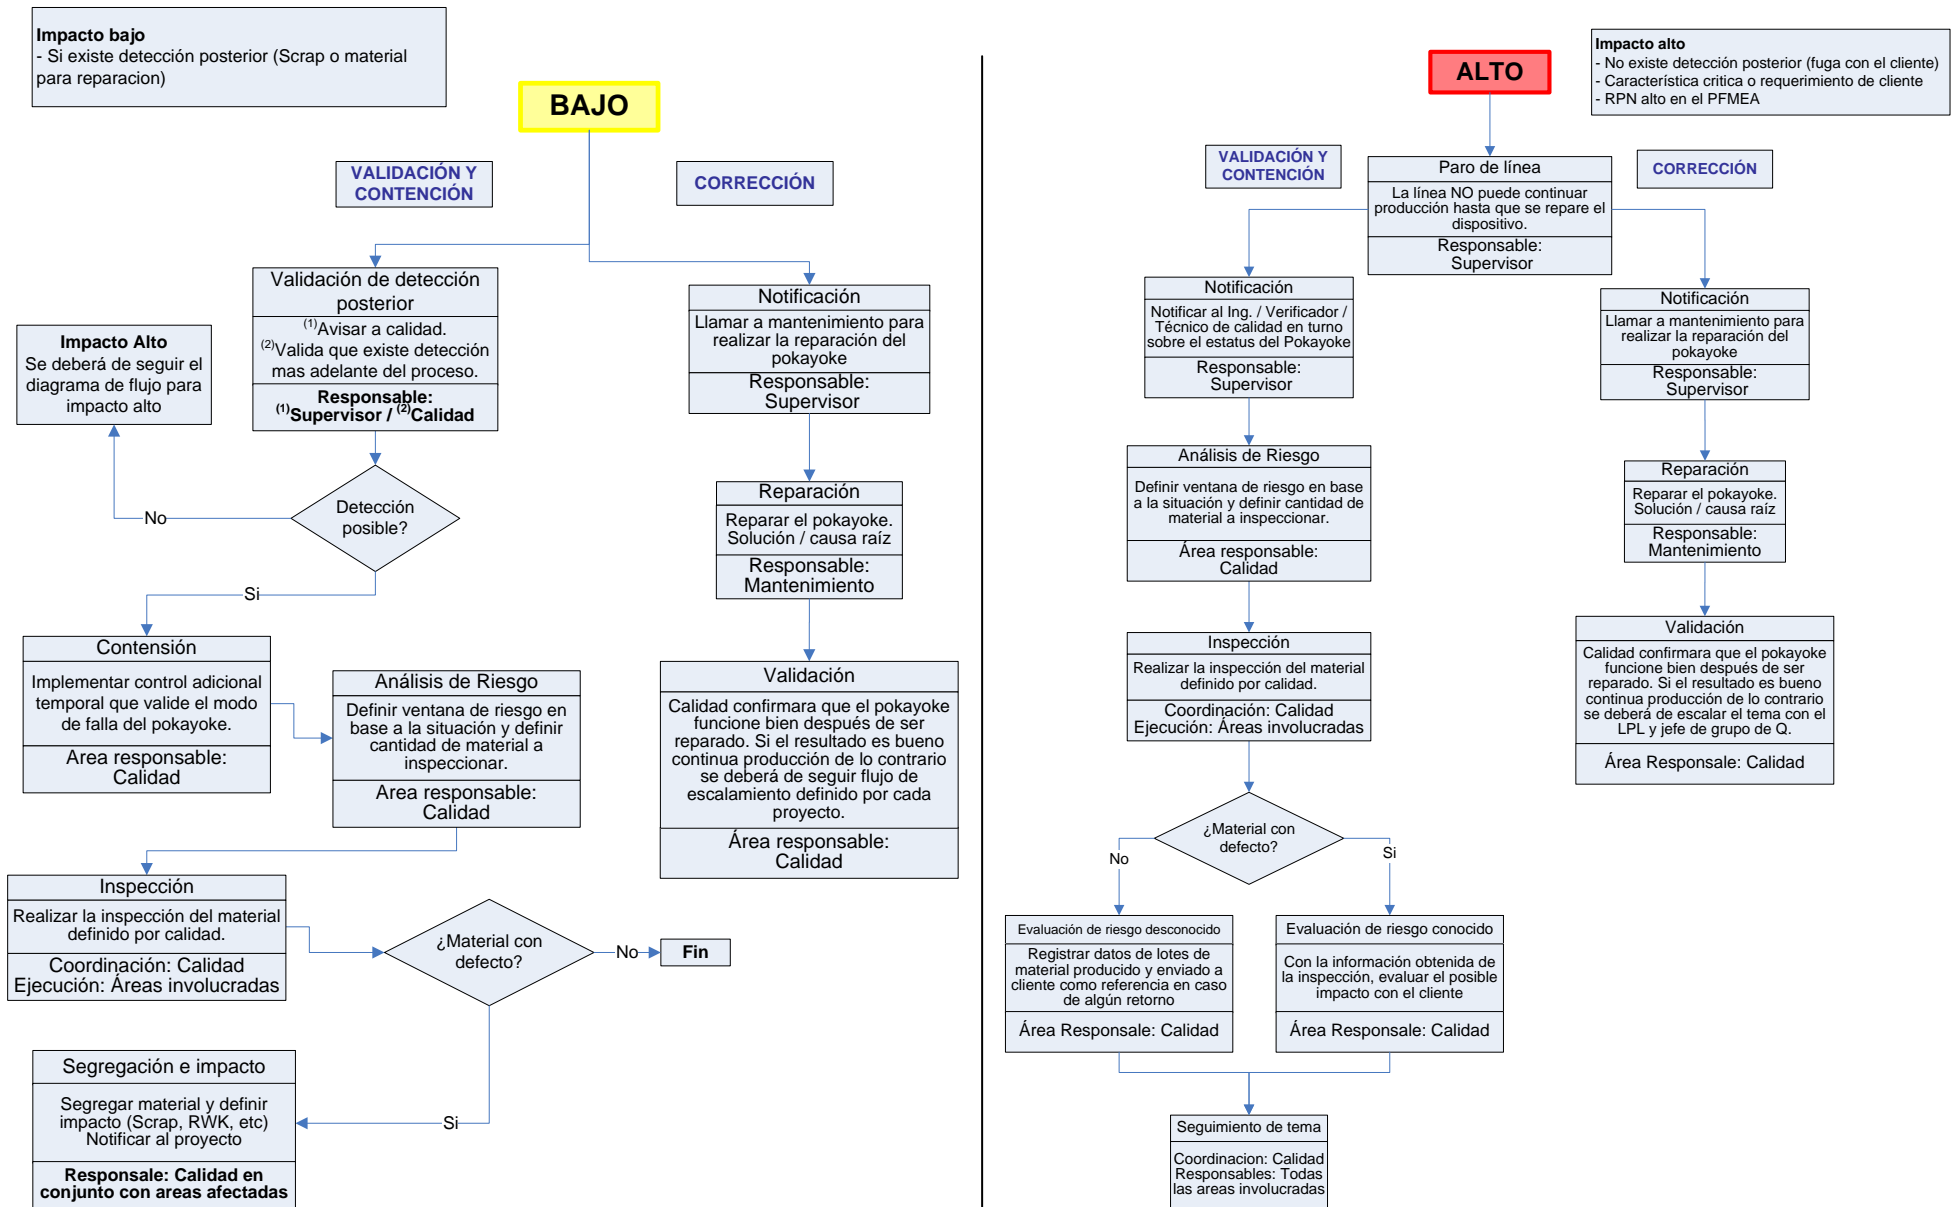 Impacto bajo
- Si existe detección posterior (Scrap o material
para reparacion)
BAJO
VALIDACIÓN Y
CONTENCIÓN
CORRECCIÓN
Validación de detección
posterior
(1)Avisar a calidad.
(2)Valida que existe detección
mas adelante del proceso.
Responsable:
(1)Supervisor / (2)Calidad
Impacto Alto
Se deberá de seguir el
diagrama de flujo para
impacto alto
Detección
posible?
No
Si
Contensión
Implementar control adicional
temporal que valide el modo
de falla del pokayoke.
Area responsable:
Calidad
Análisis de Riesgo
Definir ventana de riesgo en
base a la situación y definir
cantidad de material a
inspeccionar.
Area responsable:
Calidad
Inspección
Realizar la inspección del material
definido por calidad.
Coordinación: Calidad
Ejecución: Áreas involucradas
¿Material con
defecto?
No
Fin
Si
Segregación e impacto
Segregar material y definir
impacto (Scrap, RWK, etc)
Notificar al proyecto
Responsale: Calidad en
conjunto con areas afectadas
Notificación
Llamar a mantenimiento para
realizar la reparación del
pokayoke
Responsable:
Supervisor
Reparación
Reparar el pokayoke.
Solución / causa raíz
Responsable:
Mantenimiento
Validación
Calidad confirmara que el pokayoke
funcione bien después de ser
reparado. Si el resultado es bueno
continua producción de lo contrario
se deberá de seguir flujo de
escalamiento definido por cada
proyecto.
Área responsable:
Calidad
ALTO
Impacto alto
- No existe detección posterior (fuga con el cliente)
- Característica critica o requerimiento de cliente
- RPN alto en el PFMEA
VALIDACIÓN Y
CONTENCIÓN
CORRECCIÓN
Paro de línea
La línea NO puede continuar
producción hasta que se repare el
dispositivo.
Responsable:
Supervisor
Notificación
Notificar al Ing. / Verificador /
Técnico de calidad en turno
sobre el estatus del Pokayoke
Responsable:
Supervisor
Análisis de Riesgo
Definir ventana de riesgo en base
a la situación y definir cantidad de
material a inspeccionar.
Área responsable:
Calidad
Inspección
Realizar la inspección del material
definido por calidad.
Coordinación: Calidad
Ejecución: Áreas involucradas
¿Material con
defecto?
No
Si
Evaluación de riesgo desconocido
Registrar datos de lotes de
material producido y enviado a
cliente como referencia en caso
de algún retorno
Área Responsale: Calidad
Evaluación de riesgo conocido
Con la información obtenida de
la inspección, evaluar el posible
impacto con el cliente
Área Responsale: Calidad
Seguimiento de tema
Coordinacion: Calidad
Responsables: Todas
las areas involucradas
Notificación
Llamar a mantenimiento para
realizar la reparación del
pokayoke
Responsable:
Supervisor
Reparación
Reparar el pokayoke.
Solución / causa raíz
Responsable:
Mantenimiento
Validación
Calidad confirmara que el pokayoke
funcione bien después de ser
reparado. Si el resultado es bueno
continua producción de lo contrario
se deberá de escalar el tema con el
LPL y jefe de grupo de Q.
Área Responsale: Calidad